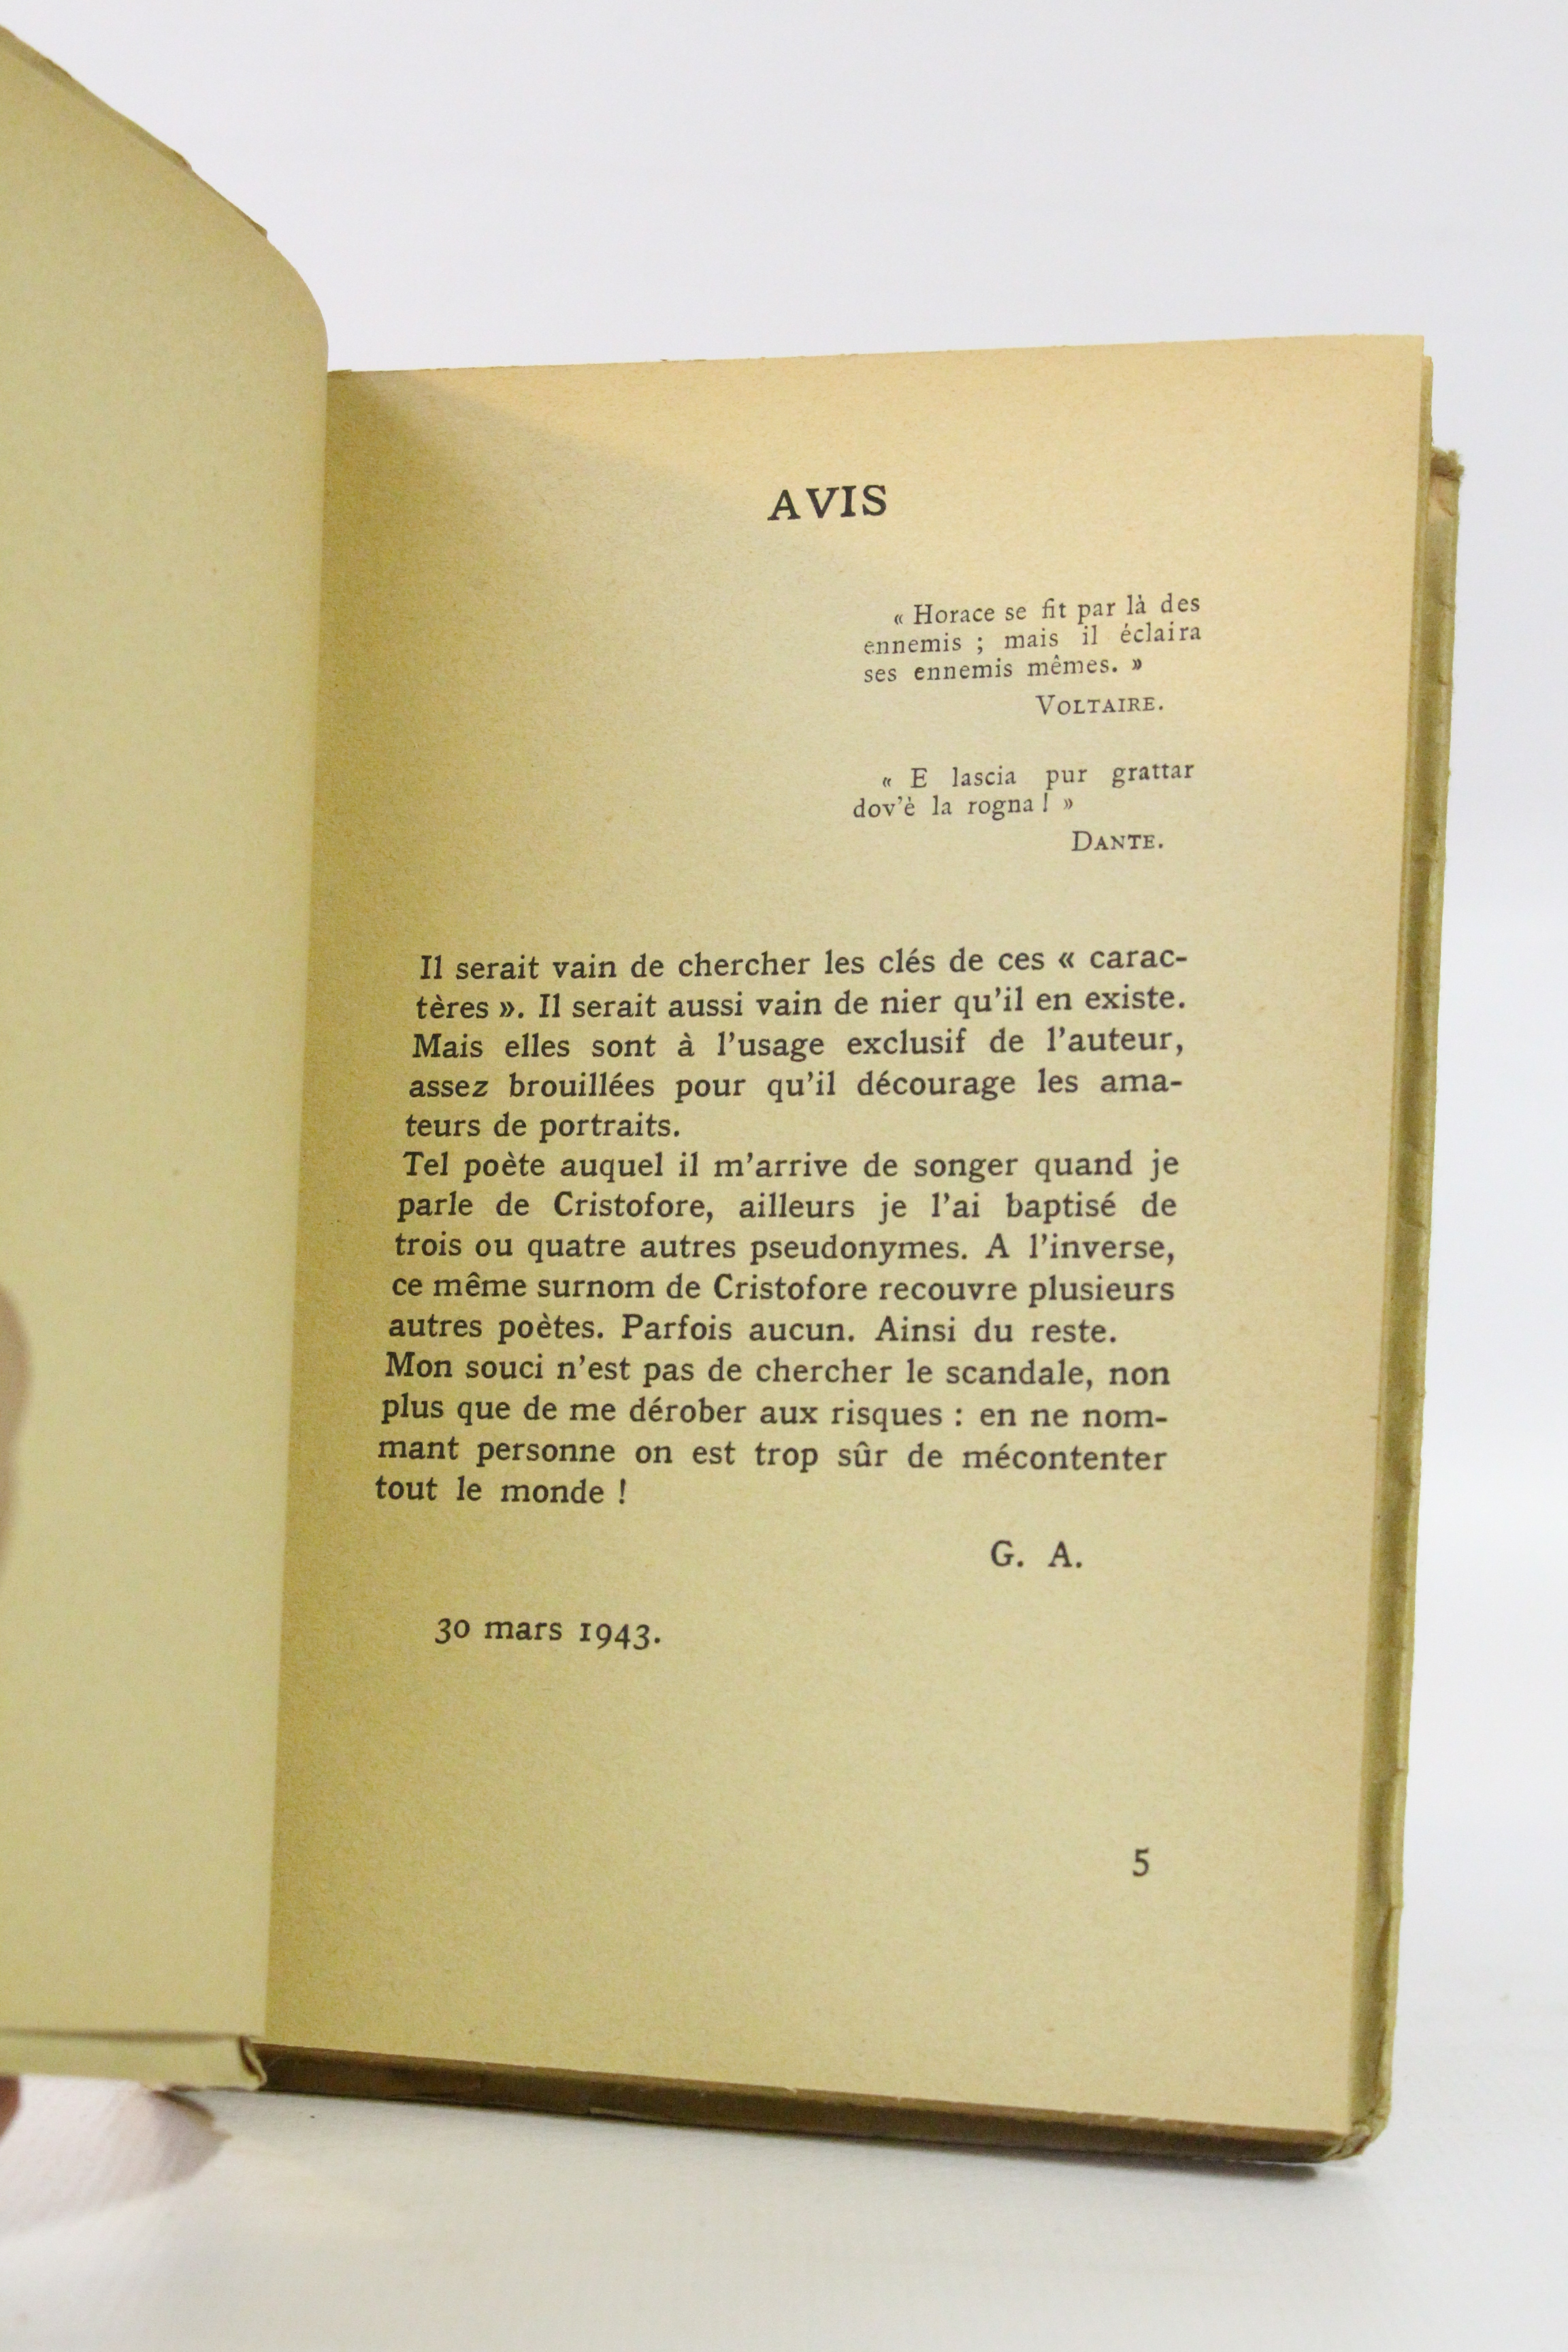 AVIS
« Horace se fit par là des
ennemis ; mais il éclaira
ses ennemis mêmes. »
VOLTAIRE.
« E lascia pur grattar
dov'è la rogna ! »
DANTE.
Il serait vain de chercher les clés de ces « carac-
tères ». Il serait aussi vain de nier qu'il en existe.
Mais elles sont à l'usage exclusif de l'auteur,
assez brouillées pour qu'il décourage les ama-
teurs de portraits.
Tel poète auquel il m'arrive de songer quand je
parle de Cristofore, ailleurs je l'ai baptisé de
trois ou quatre autres pseudonymes. A l'inverse,
ce même surnom de Cristofore recouvre plusieurs
autres poètes. Parfois aucun. Ainsi du reste.
Mon souci n'est pas de chercher le scandale, non
plus que de me dérober aux risques : en ne nom-
mant personne on est trop sûr de mécontenter
tout le monde !
G. A.
30 mars 1943.
5